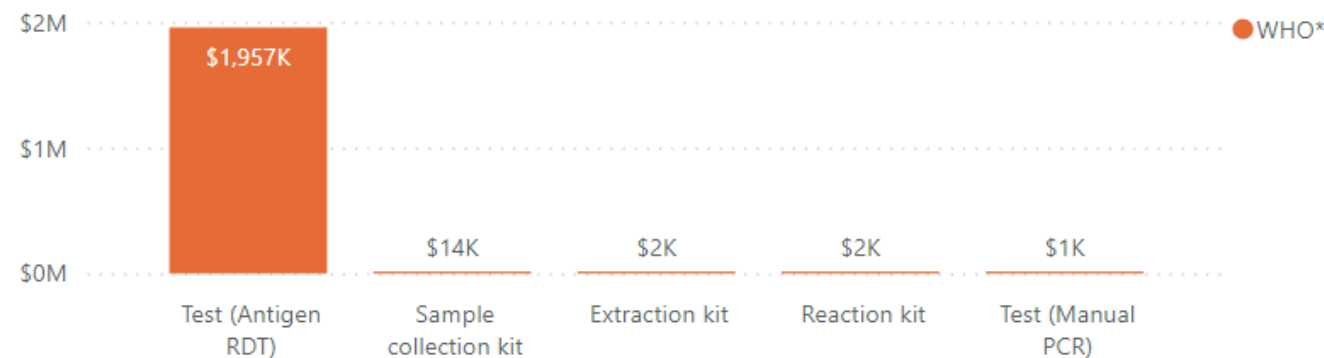 $2M
WHO*
$1,957K
$1M
$14K
$2K
$2K
$1K
$0M
Test (Antigen
RDT)
Sample
collection kit
Extraction kit
Reaction kit
Test (Manual
PCR)